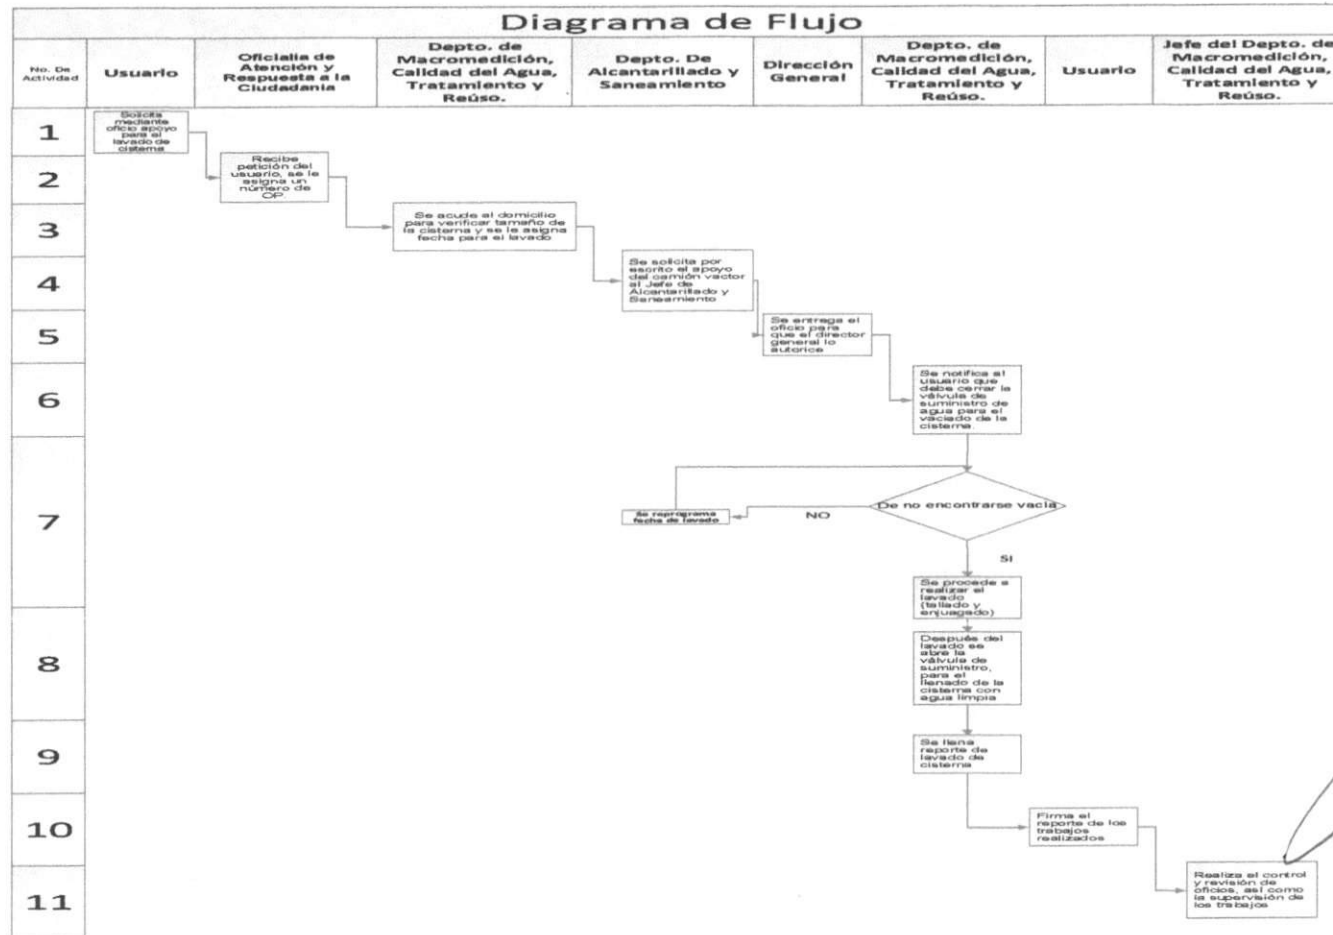 Diagrama de Flujo
No. De
Actividad
Usuario
Oficialía de
Atención y
Respuesta a la
Ciudadanía
Depto. de
Macromedición,
Calidad del Agua,
Tratamiento y
Reúso.
Depto. De
Alcantarillado y
Saneamiento
Dirección
General
Depto. de
Macromedición,
Calidad del Agua,
Tratamiento y
Reúso.
Usuario
Jefe del Depto. de
Macromedición,
Calidad del Agua,
Tratamiento y
Reúso.
1
Solicita
mediante
oficio apoyo
para el
lavado de
cisterna
2
Recibe
petición del
usuario, se le
asigna un
número de
OP.
3
Se acude al domicilio
para verificar tamaño de
la cisterna y se le asigna
fecha para el lavado
4
Se solicita por
escrito el apoyo
del camión vactor
al Jefe de
Alcantarillado y
Saneamiento
5
Se entrega el
oficio para
que el director
general lo
autorice
6
Se notifica al
usuario que
debe cerrar la
válvula de
suministro de
agua para el
vaciado de la
cisterna.
7
De no encontrarse vacía
NO
Se reprograma
fecha de lavado
SI
Se procede a
realizar el
lavado
(tallado y
enjuagado)
8
Después del
lavado se
abre la
válvula de
suministro,
para el
llenado de la
cisterna con
agua limpia
9
Se llena
reporte de
lavado de
cisterna
10
Firma el
reporte de los
trabajos
realizados
11
Realiza el control
y revisión de
oficios, así como
la supervisión de
los trabajos